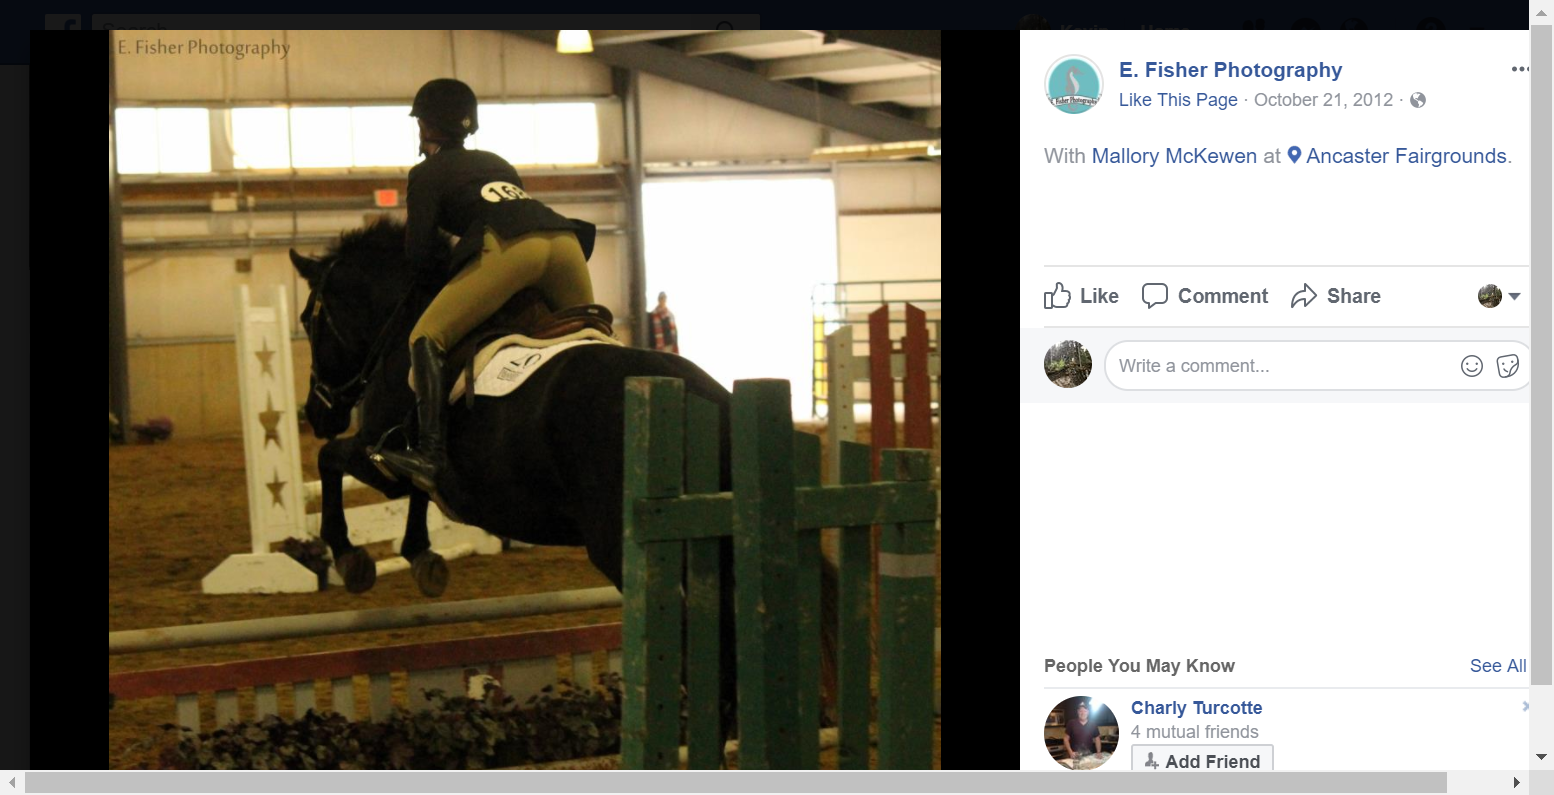 E. Fisher Photography
E. Fisher Photography
Like This Page · October 21, 2012 ·
With Mallory McKewen at Ancaster Fairgrounds.
Like Comment Share
Write a comment...
People You May Know See All
Charly Turcotte
4 mutual friends
Add Friend